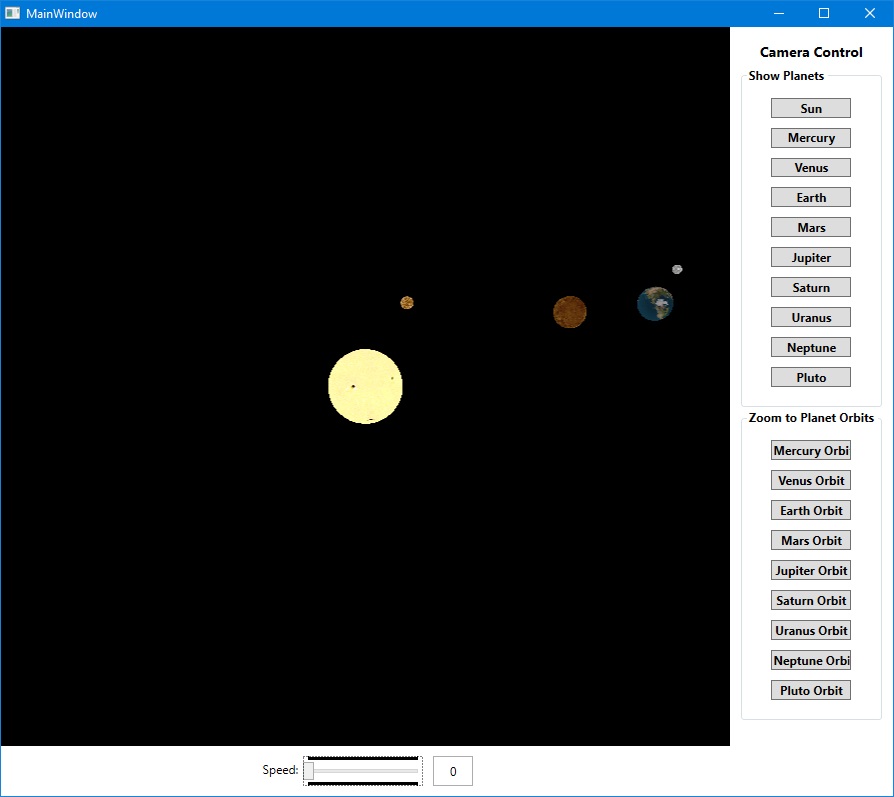 MainWindow
Camera Control
Show Planets
Sun
Mercury
Venus
Earth
Mars
Jupiter
Saturn
Uranus
Neptune
Pluto
Zoom to Planet Orbits
Mercury Orbi
Venus Orbit
Earth Orbit
Mars Orbit
Jupiter Orbit
Saturn Orbit
Uranus Orbit
Neptune Orbi
Pluto Orbit
Speed: 0